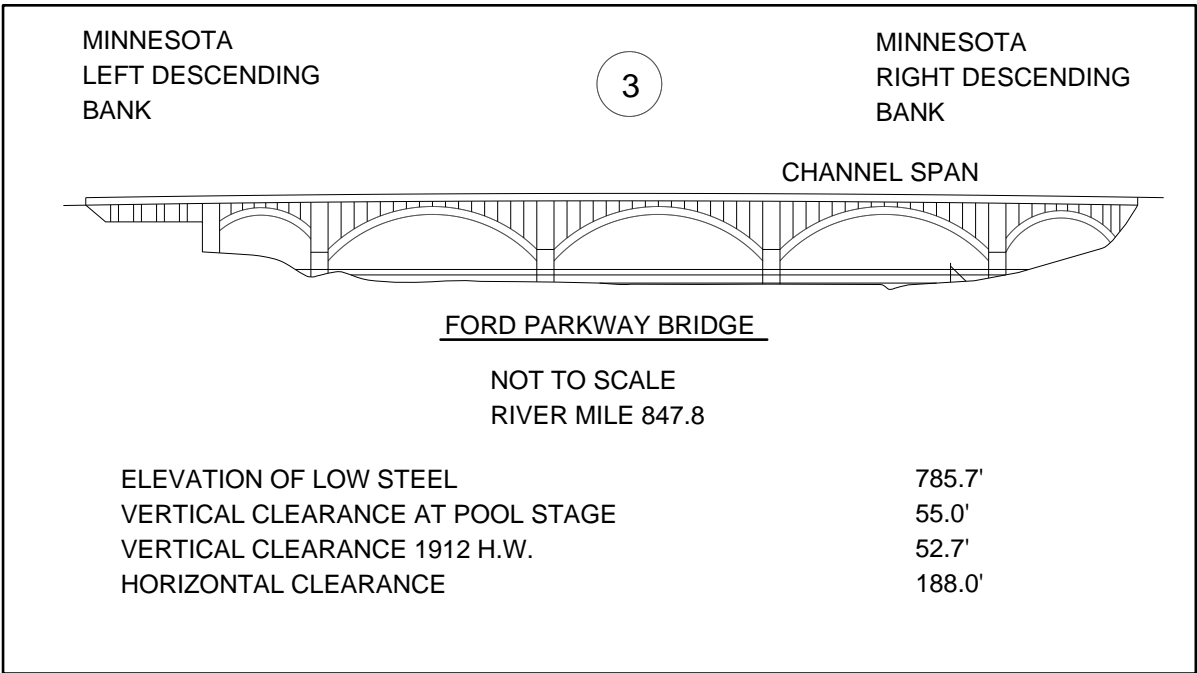 MINNESOTA
LEFT DESCENDING
BANK
3
MINNESOTA
RIGHT DESCENDING
BANK
CHANNEL SPAN
FORD PARKWAY BRIDGE
NOT TO SCALE
RIVER MILE 847.8
ELEVATION OF LOW STEEL 785.7'
VERTICAL CLEARANCE AT POOL STAGE 55.0'
VERTICAL CLEARANCE 1912 H.W. 52.7'
HORIZONTAL CLEARANCE 188.0'